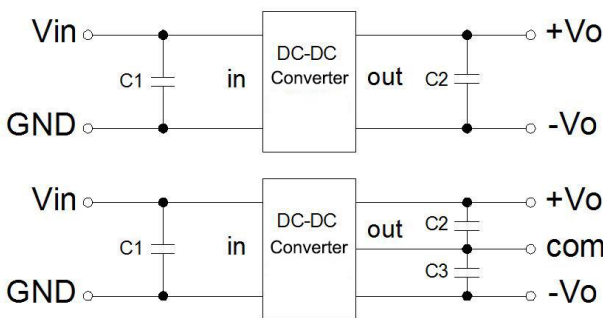 Vin
+Vo
DC-DC
Converter
C1
in
out
C2
GND
-Vo
Vin
+Vo
DC-DC
Converter
C1
in
out
C2
com
C3
GND
-Vo